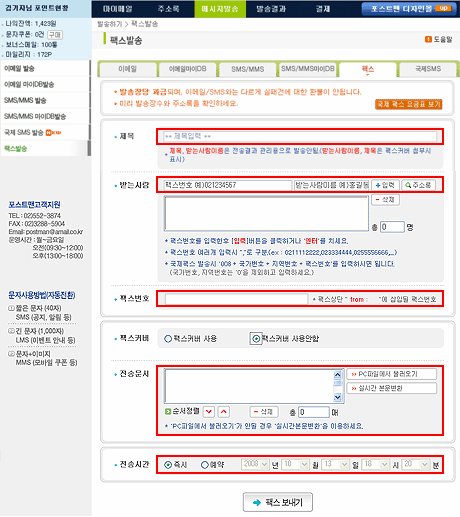 검기자님 포인트현황
나의잔액 : 1,423원
문자쿠폰 : 0건 구매
보너스메일 : 100통
마일리지 : 172P
이메일 발송
이메일 마이DB발송
SMS/MMS 발송
SMS/MMS 마이DB발송
국제 SMS 발송 NEW
팩스발송
포스트맨고객지원
TEL : 02)552-3874
FAX : 02)3288-5904
Email:postman@amail.co.kr
운영시간 : 월~금요일
오전(09:30~12:00)
오후(13:00~18:00)
문자사용방법(자동전환)
짧은 문자 (40자)
SMS (공지, 알림 등)
긴 문자 (1,000자)
LMS (이벤트 안내 등)
문자+이미지
MMS (모바일 쿠폰 등)
마이메일 주소록 메시지발송 발송결과 결제 포스트맨 디자인몰 up
발송하기 > 팩스발송
팩스발송
도움말
이메일 이메일마이DB SMS/MMS SMS/MMS마이DB 팩스 국제SMS
발송장당 과금되며, 이메일/SMS와는 다르게 실패건에 대한 환불이 안됩니다.
미리 발송장수와 주소록을 확인하세요.
국제 팩스 요금표 보기
제목
== 제목입력 ==
* 제목, 받는사람이름은 전송결과 관리용으로 발송안됨.(받는사람이름, 제목은 팩스커버 첨부시 표시)
받는사람
팩스번호 예)021234567 받는사람이름 예)홍길동 + 입력 주소록
- 삭제
총 0 명
* 팩스번호를 입력한후 [입력]버튼을 클릭하거나 '엔터'를 치세요.
* 팩스번호 여러개 입력시 ","로 구분.(ex : 0211112222,023334444,0255556666,,,)
* 국제팩스 발송시 '008 + 국가번호 + 지역번호 + 팩스번호'를 입력하시면 됩니다.
(국가번호, 지역번호는 '0'을 제외하고 입력하세요.)
팩스번호
* 팩스상단 " from : "에 삽입될 팩스번호
팩스커버
팩스커버 사용 팩스커버 사용안함
전송문서
>> PC파일에서 불러오기
>> 실시간 본문변환
순서정렬 - 삭제 총 0 매
* 'PC파일에서 불러오기'가 안될 경우 '실시간본문변환'을 이용하세요.
전송시간
즉시 예약 2008 년 10 월 13 일 18 시 20 분
팩스 보내기